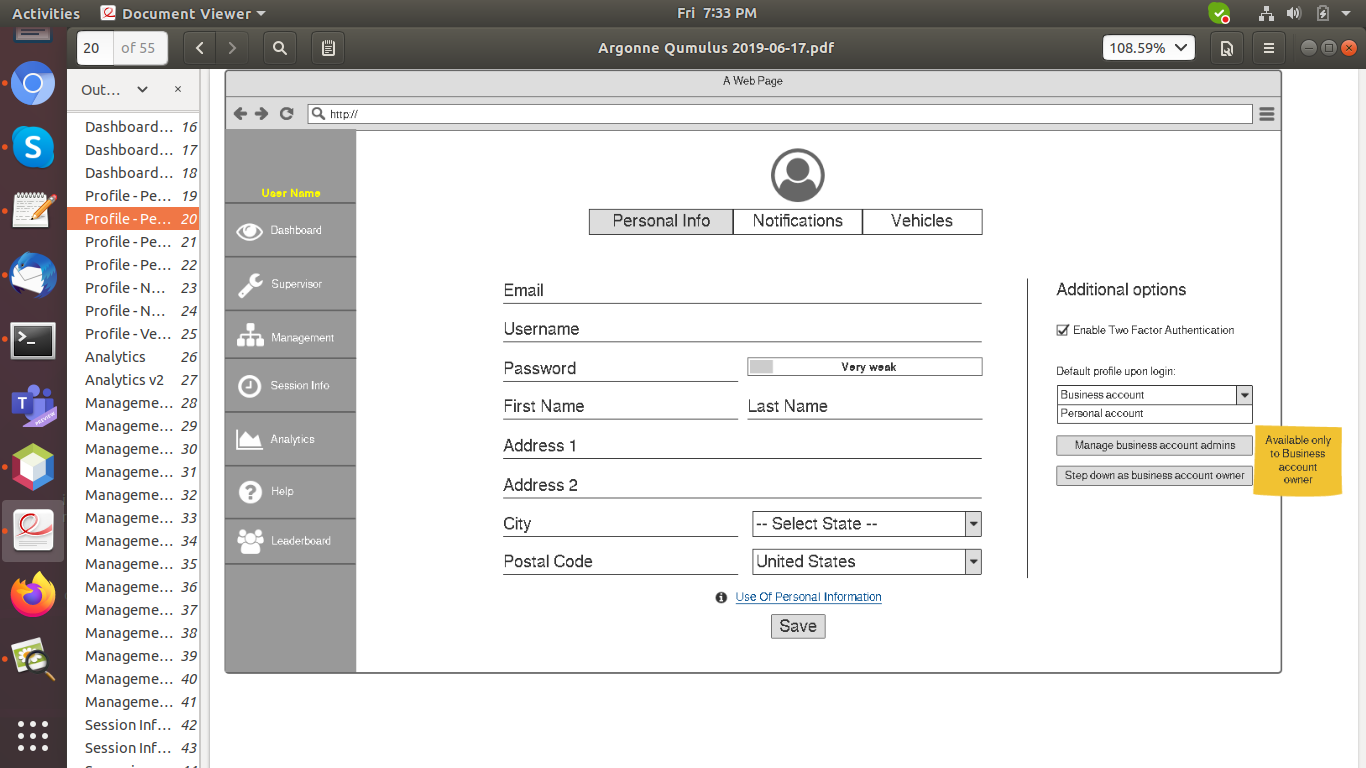 Activities Document Viewer Fri 7:33 PM
20 of 55 Argonne Qumulus 2019-06-17.pdf 108.59%
Out...
Dashboard... 16
Dashboard... 17
Dashboard... 18
Profile - Pe... 19
Profile - Pe... 20
Profile - Pe... 21
Profile - Pe... 22
Profile - N... 23
Profile - N... 24
Profile - Ve... 25
Analytics 26
Analytics v2 27
Manageme... 28
Manageme... 29
Manageme... 30
Manageme... 31
Manageme... 32
Manageme... 33
Manageme... 34
Manageme... 35
Manageme... 36
Manageme... 37
Manageme... 38
Manageme... 39
Manageme... 40
Manageme... 41
Session Inf... 42
Session Inf... 43
A Web Page
http://
User Name
Dashboard
Supervisor
Management
Session Info
Analytics
Help
Leaderboard
Personal Info Notifications Vehicles
Email
Username
Password Very weak
First Name Last Name
Address 1
Address 2
City -- Select State --
Postal Code United States
Use Of Personal Information
Save
Additional options
Enable Two Factor Authentication
Default profile upon login:
Business account
Personal account
Manage business account admins
Step down as business account owner
Available only
to Business
account
owner